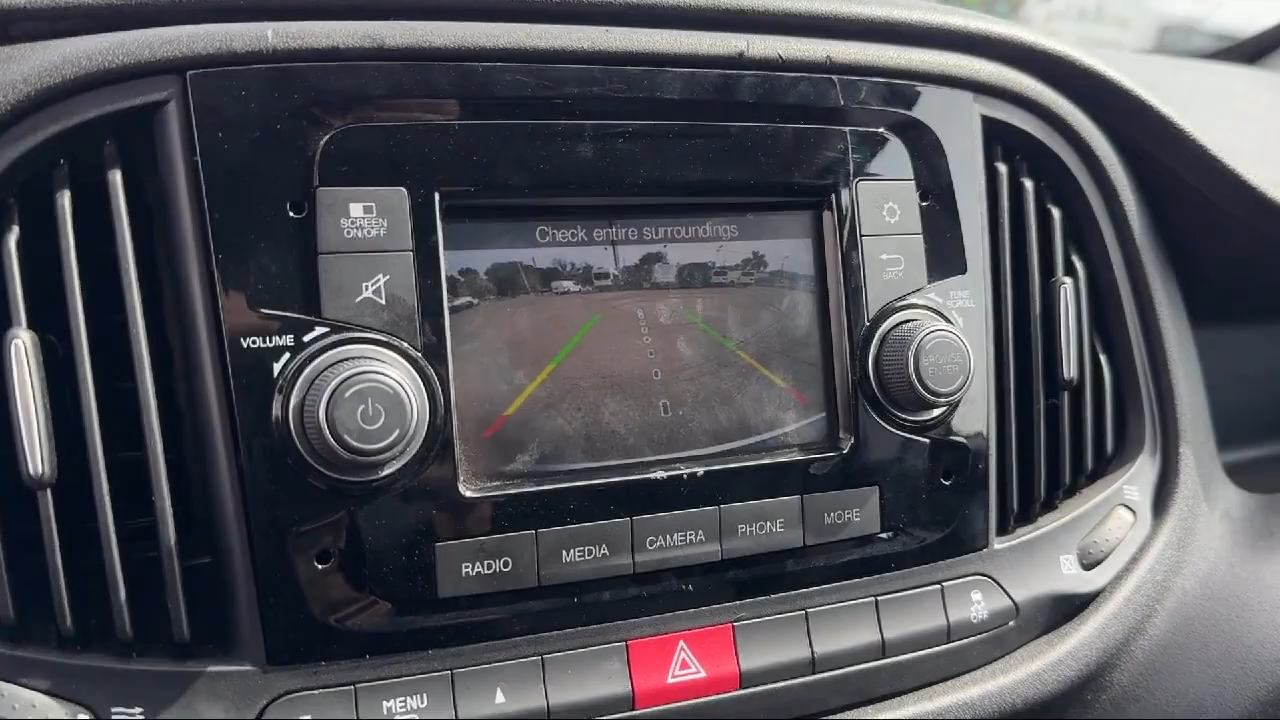 Check entire surroundings
SCREEN
ON/OFF
BACK
VOLUME
TUNE
SCROLL
BROWSE
ENTER
RADIO
MEDIA
CAMERA
PHONE
MORE
MENU
OFF